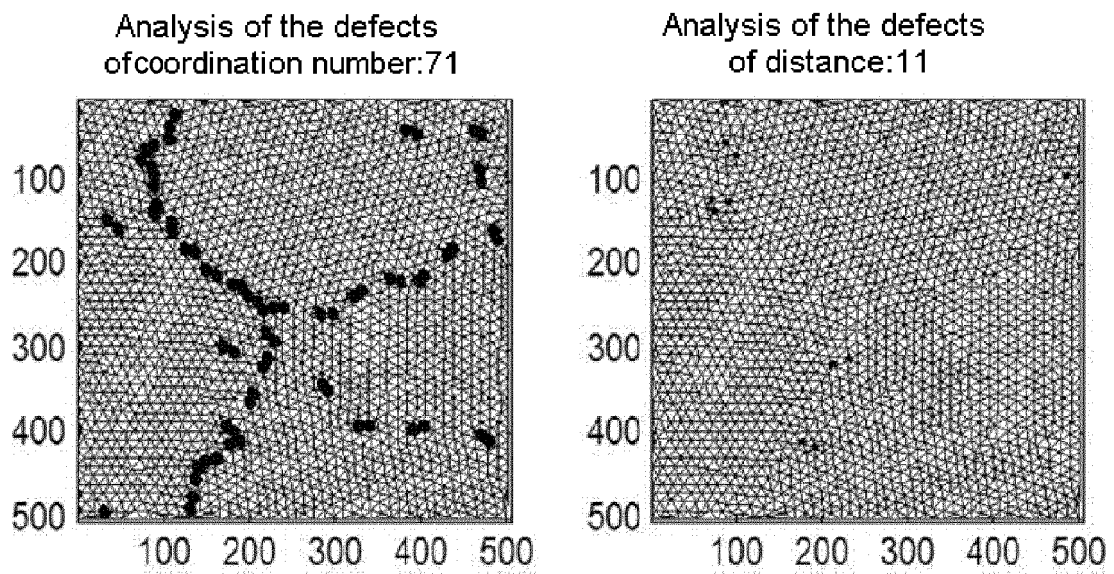 Analysis of the defects
ofcoordination number:71
100
200
300
400
500
100 200 300 400 500
Analysis of the defects
of distance:11
100
200
300
400
500
100 200 300 400 500